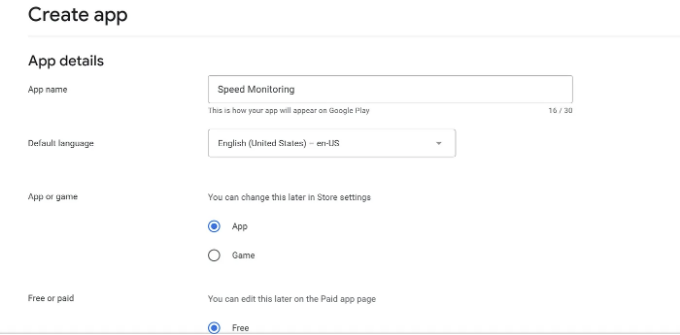 Create app
App details
App name
Speed Monitoring
This is how your app will appear on Google Play
16 / 30
Default language
English (United States) – en-US
App or game
You can change this later in Store settings
App
Game
Free or paid
You can edit this later on the Paid app page
Free